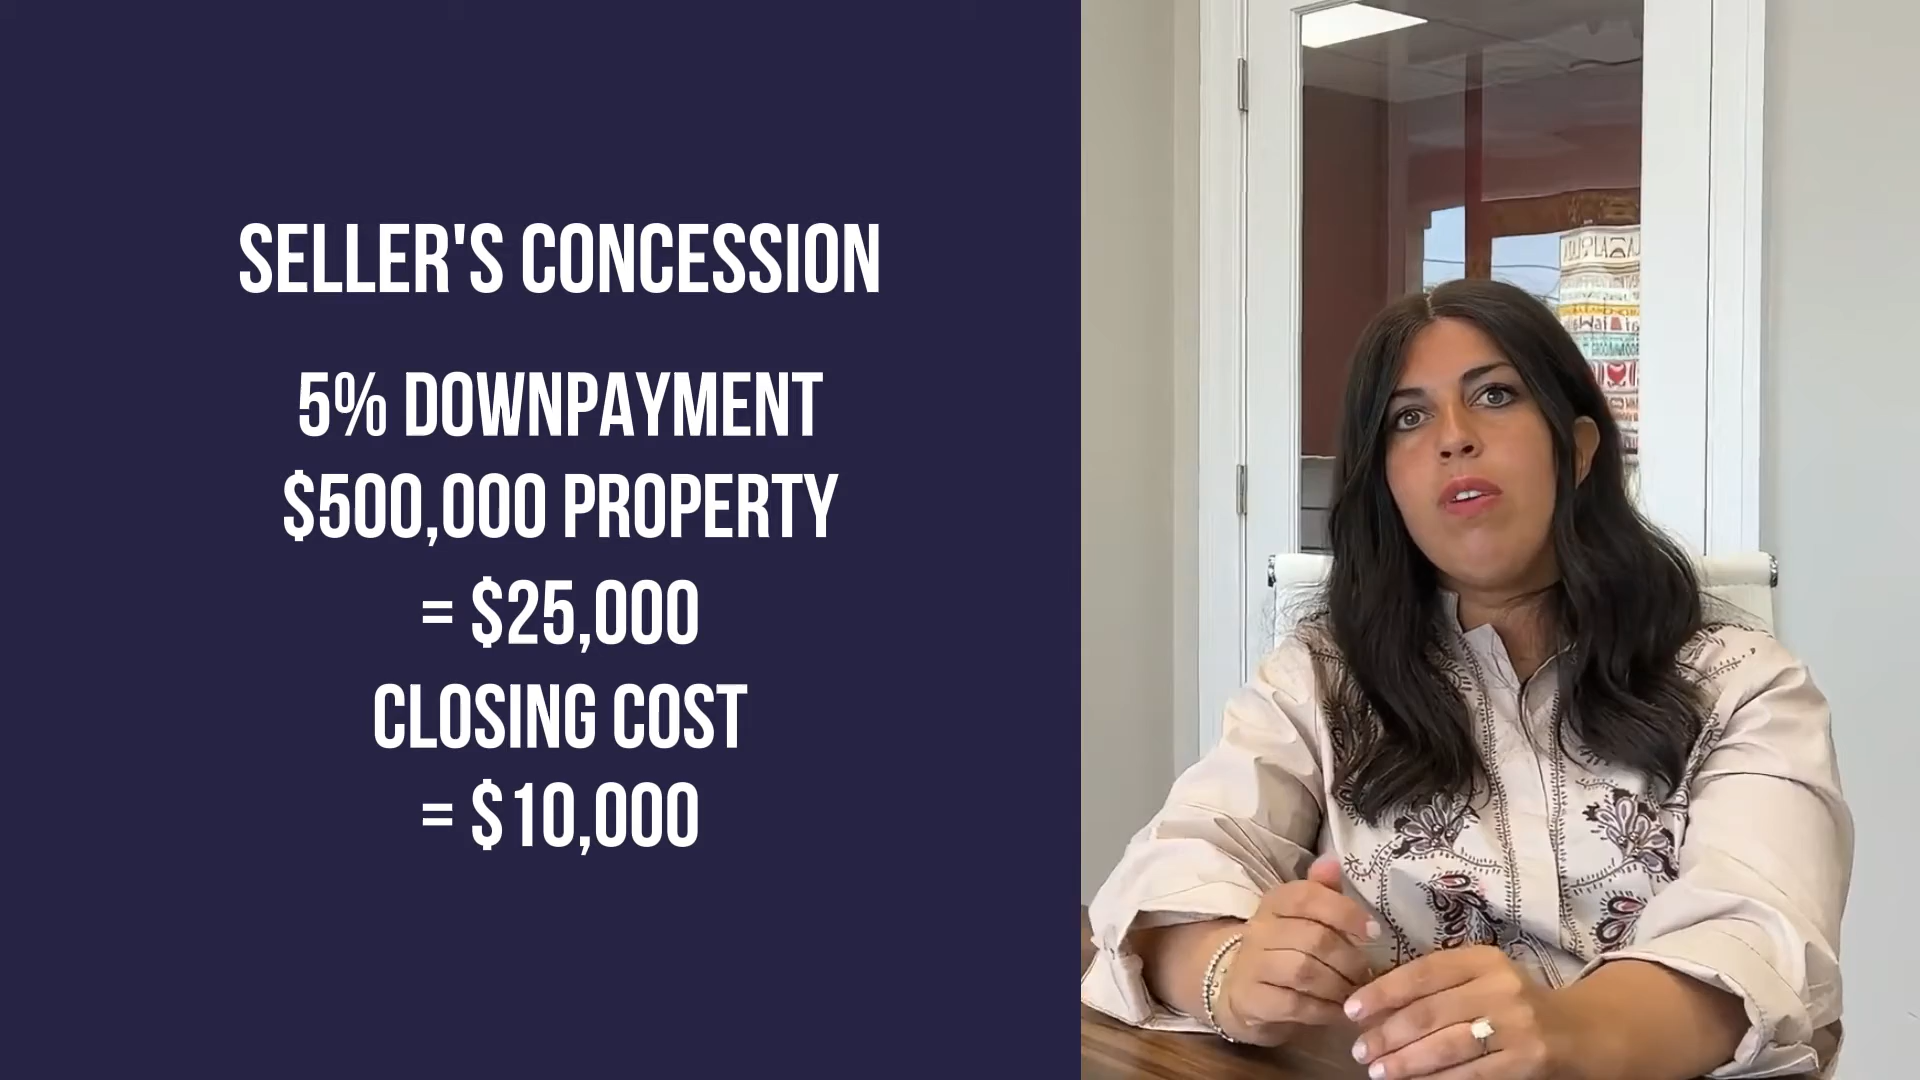 SELLER'S CONCESSION
5% DOWNPAYMENT
$500,000 PROPERTY
= $25,000
CLOSING COST
= $10,000